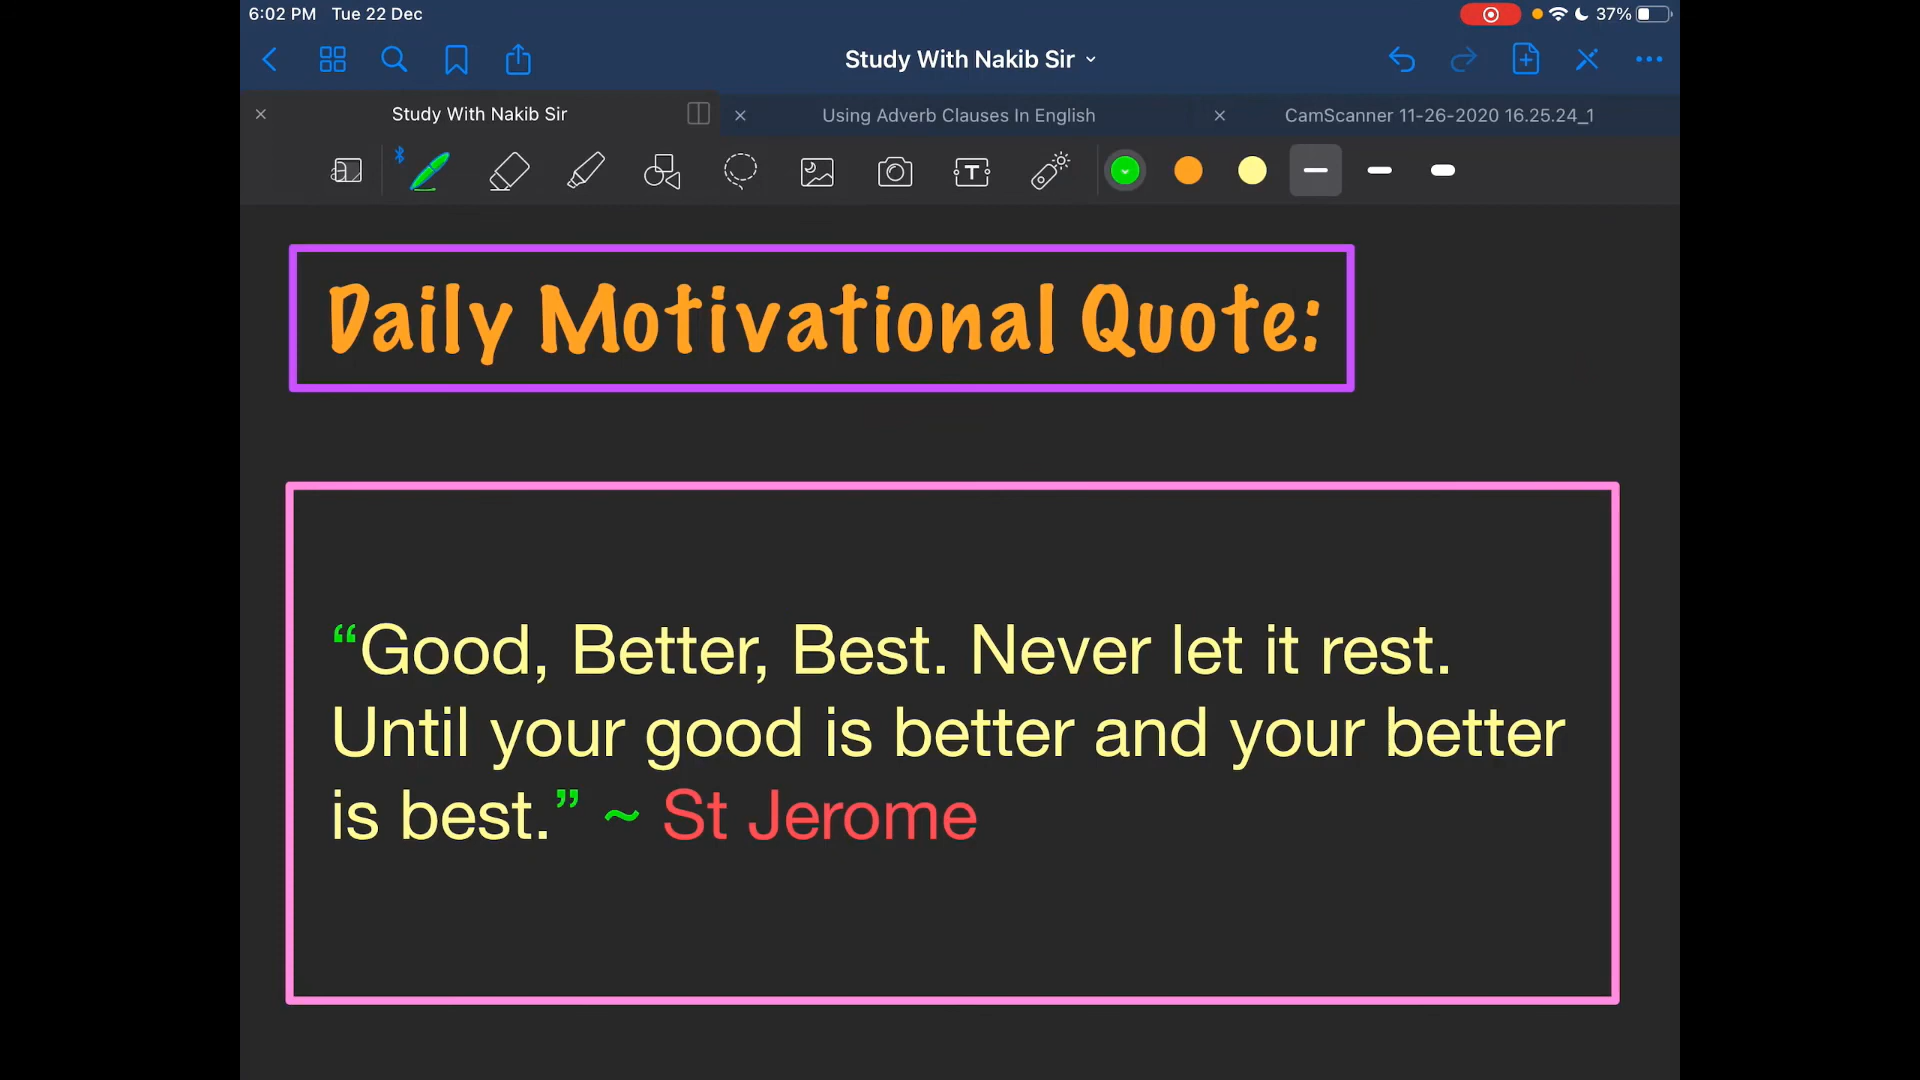 6:02 PM Tue 22 Dec 37%
Study With Nakib Sir
Study With Nakib Sir Using Adverb Clauses In English CamScanner 11-26-2020 16.25.24_1
Daily Motivational Quote:
“Good, Better, Best. Never let it rest.
Until your good is better and your better
is best.” ~ St Jerome